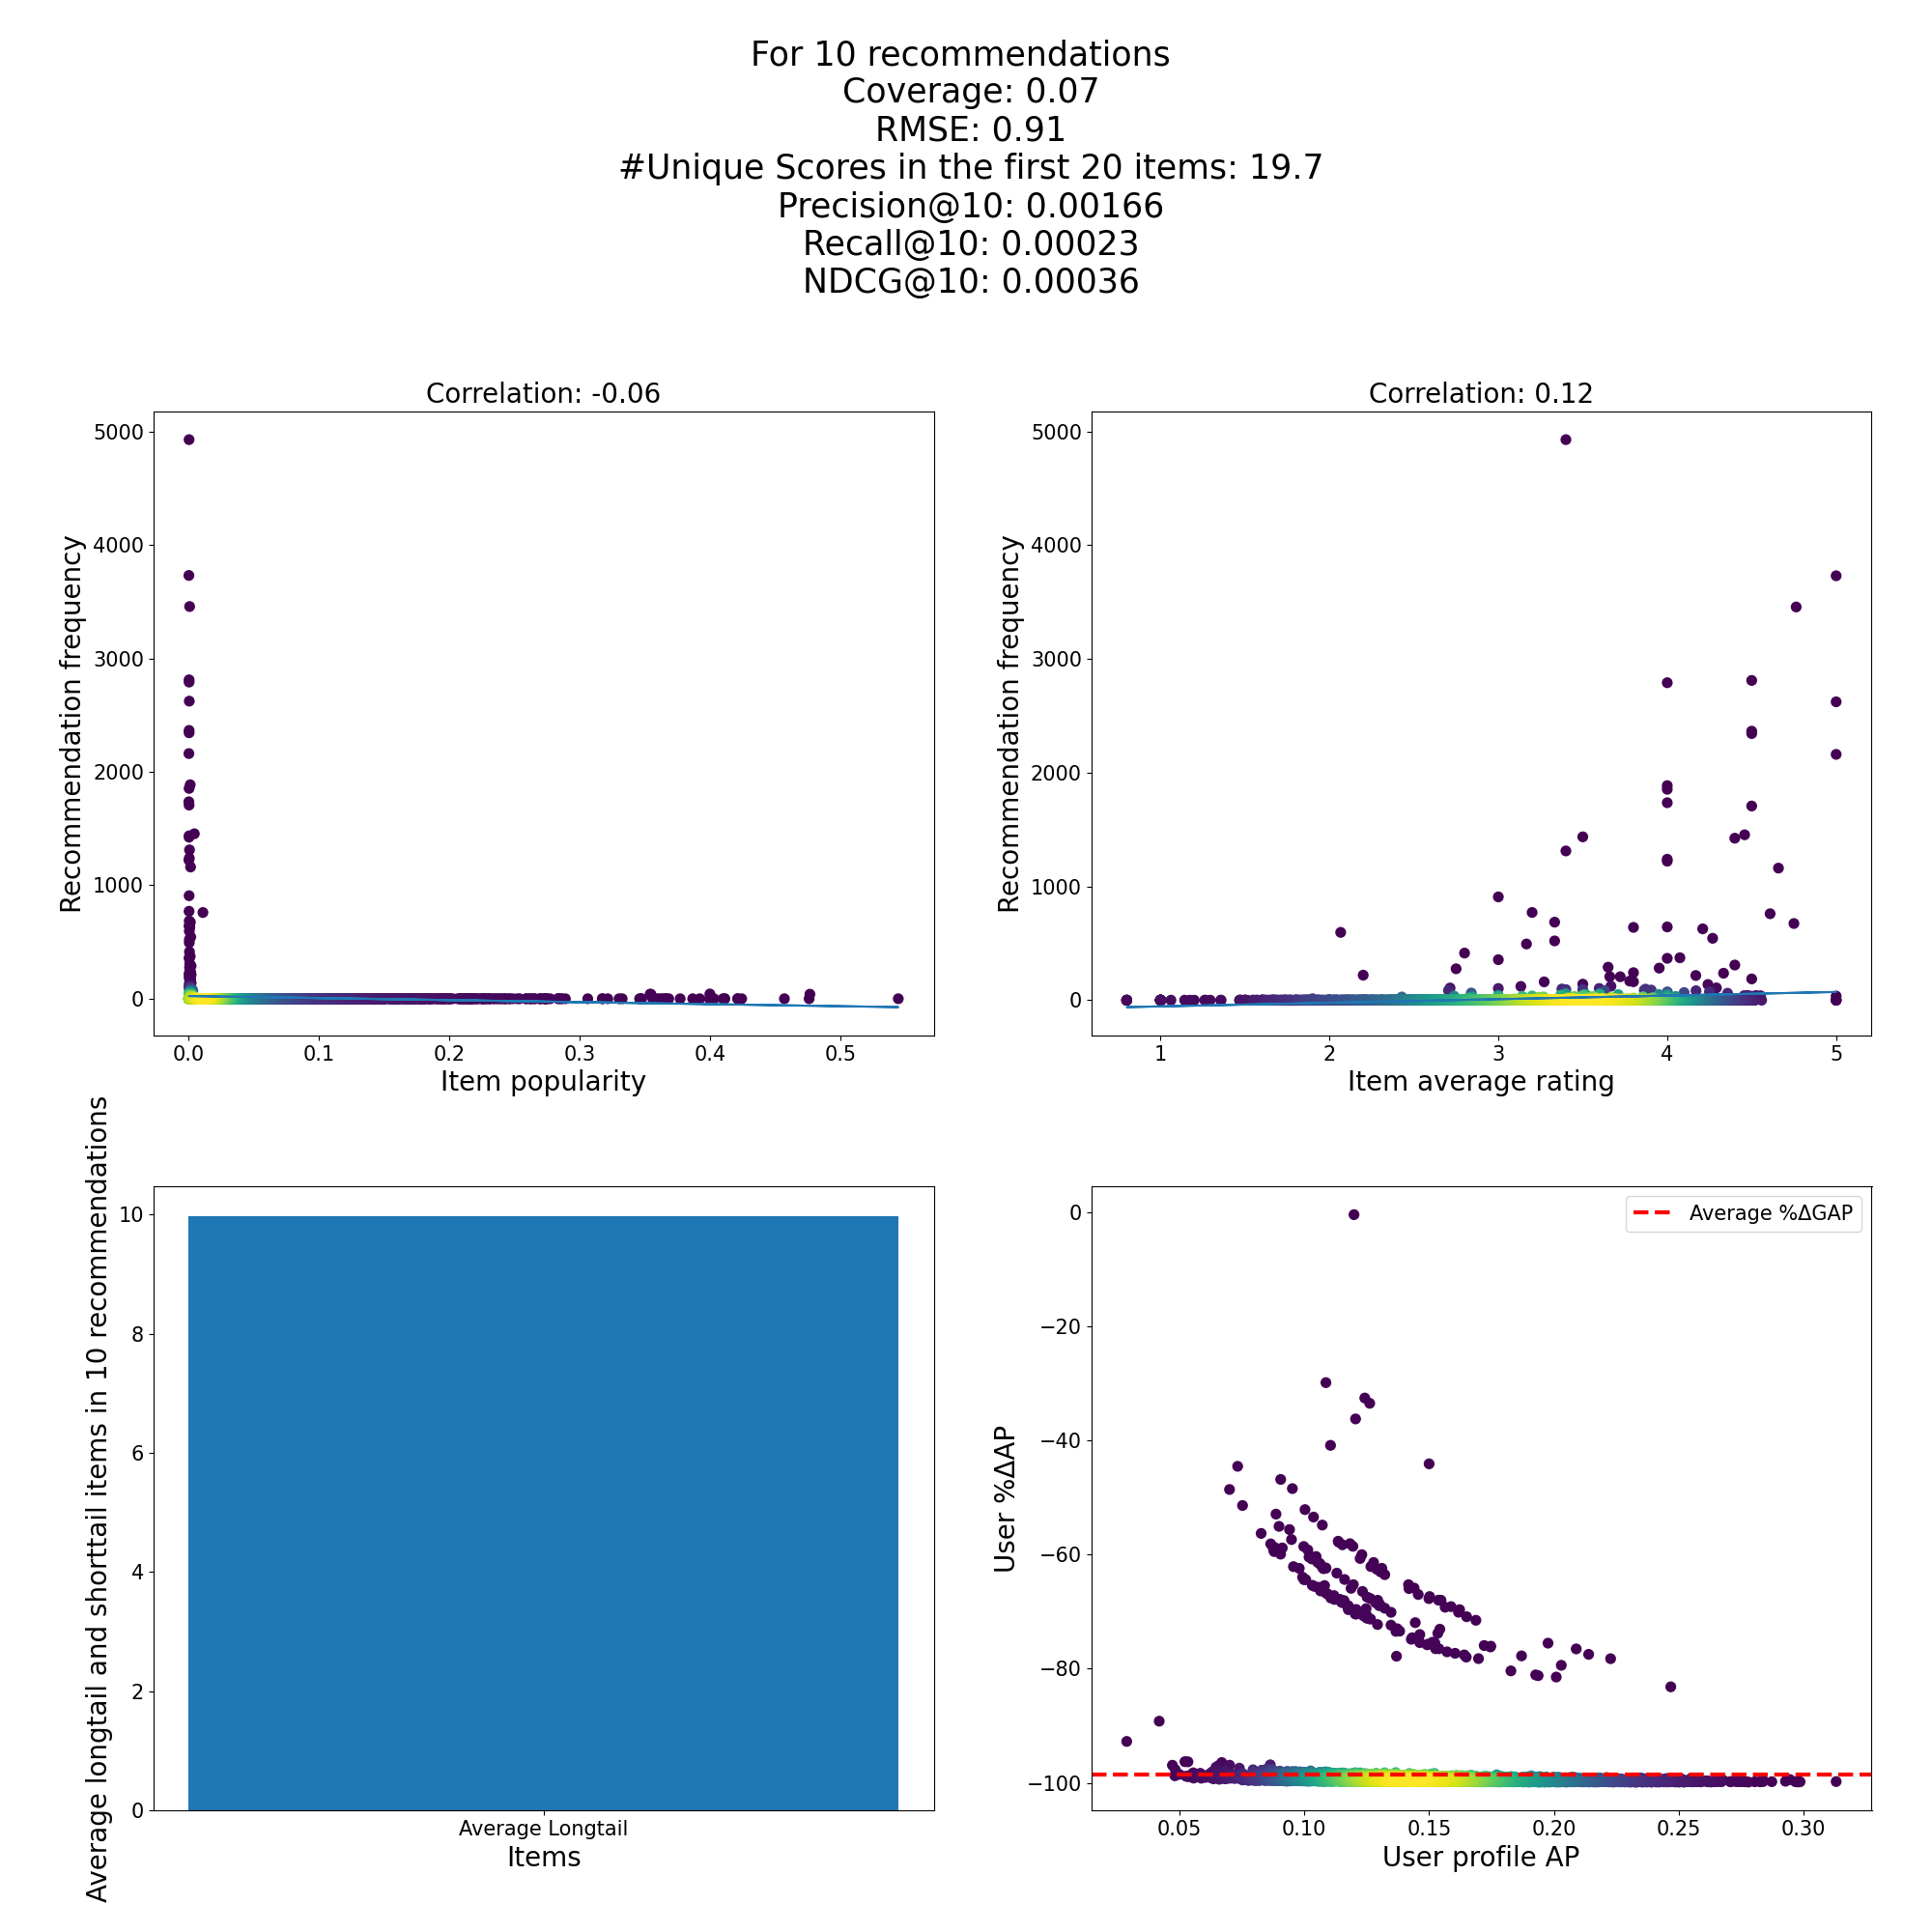 For 10 recommendations
Coverage: 0.07
RMSE: 0.91
#Unique Scores in the first 20 items: 19.7
Precision@10: 0.00166
Recall@10: 0.00023
NDCG@10: 0.00036
Correlation: -0.06
Recommendation frequency
5000
4000
3000
2000
1000
0
0.0 0.1 0.2 0.3 0.4 0.5
Item popularity
Correlation: 0.12
Recommendation frequency
5000
4000
3000
2000
1000
0
1 2 3 4 5
Item average rating
Average longtail and shorttail items in 10 recommendations
10
8
6
4
2
0
Average Longtail
Items
Average %ΔGAP
User %ΔAP
0
−20
−40
−60
−80
−100
0.05 0.10 0.15 0.20 0.25 0.30
User profile AP